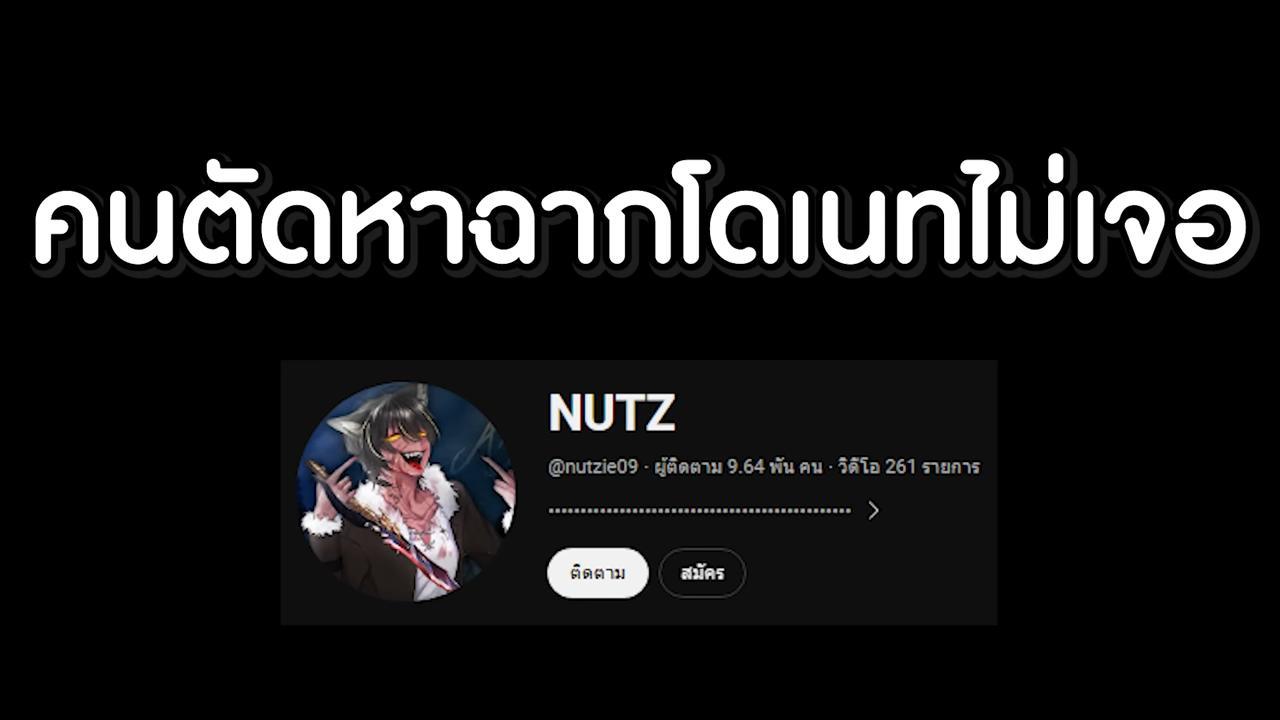 คนตัดหาฉากโดเนทไม่เจอ
NUTZ
@nutzie09 · ผู้ติดตาม 9.64 พัน คน · วิดีโอ 261 รายการ
ติดตาม
สมัคร